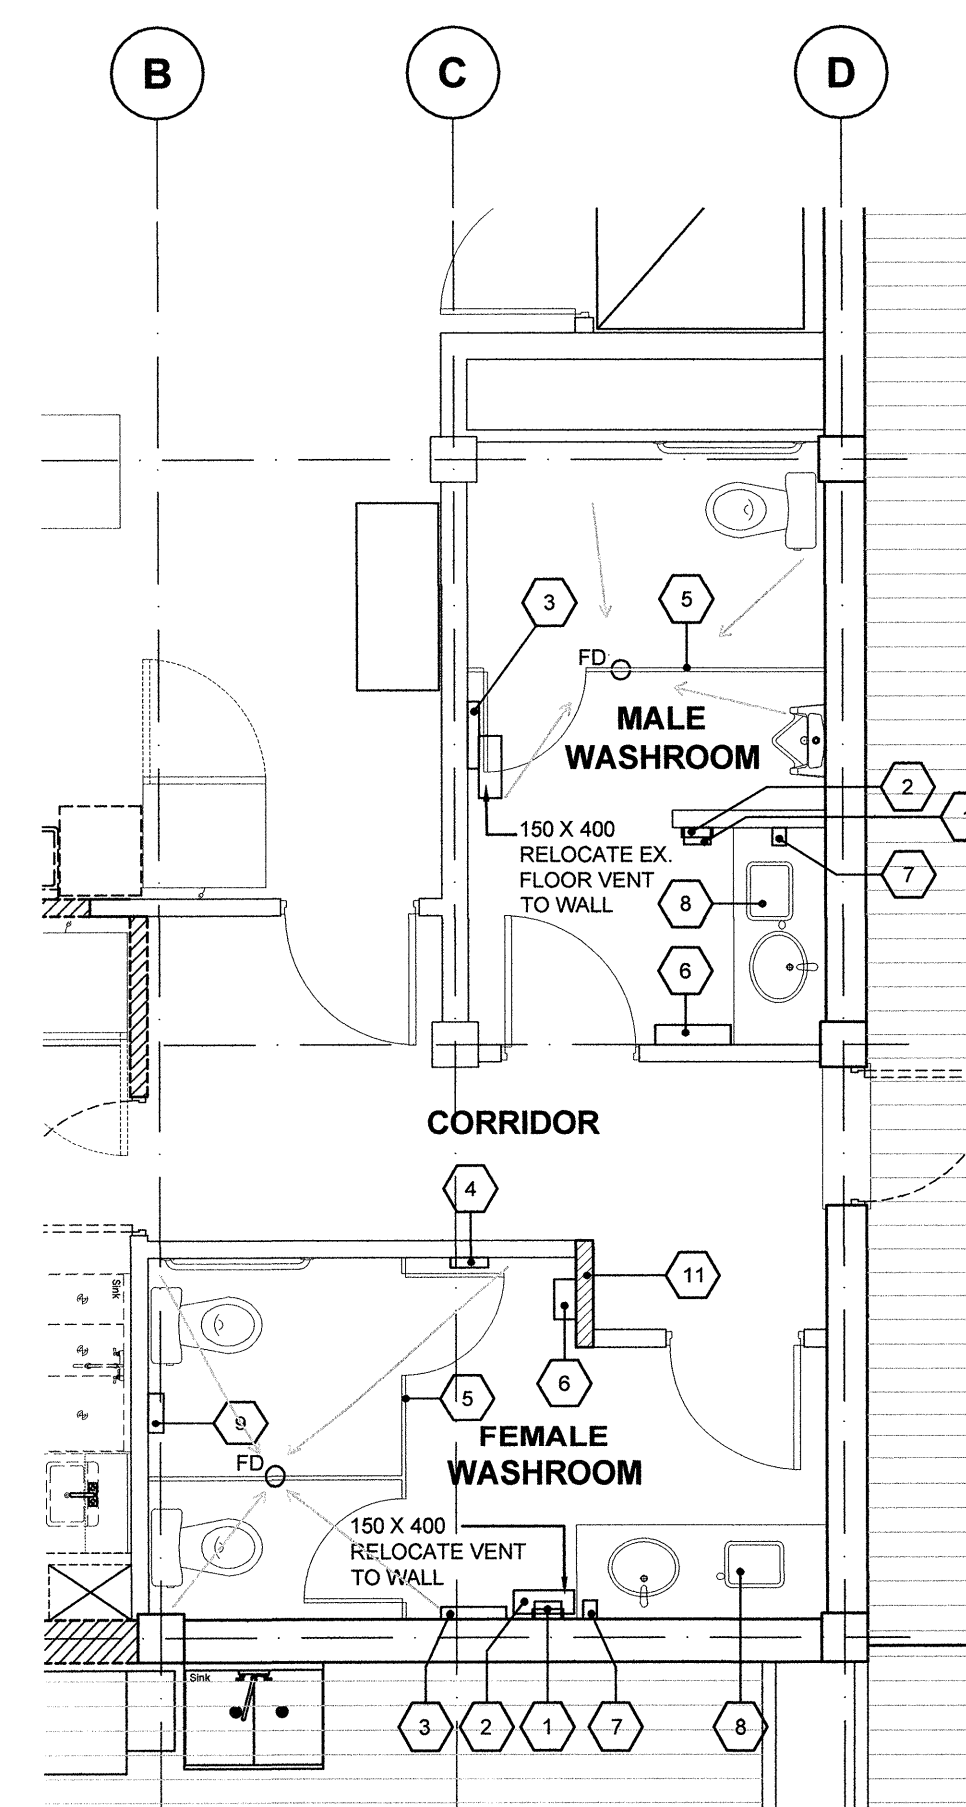 B
C
D
3
5
FD
MALE
WASHROOM
2
150 X 400
RELOCATE EX.
FLOOR VENT
TO WALL
7
8
6
CORRIDOR
4
11
Sink
6
5
9
FEMALE
WASHROOM
FD
150 X 400
RELOCATE VENT
TO WALL
Sink
3
2
1
7
8